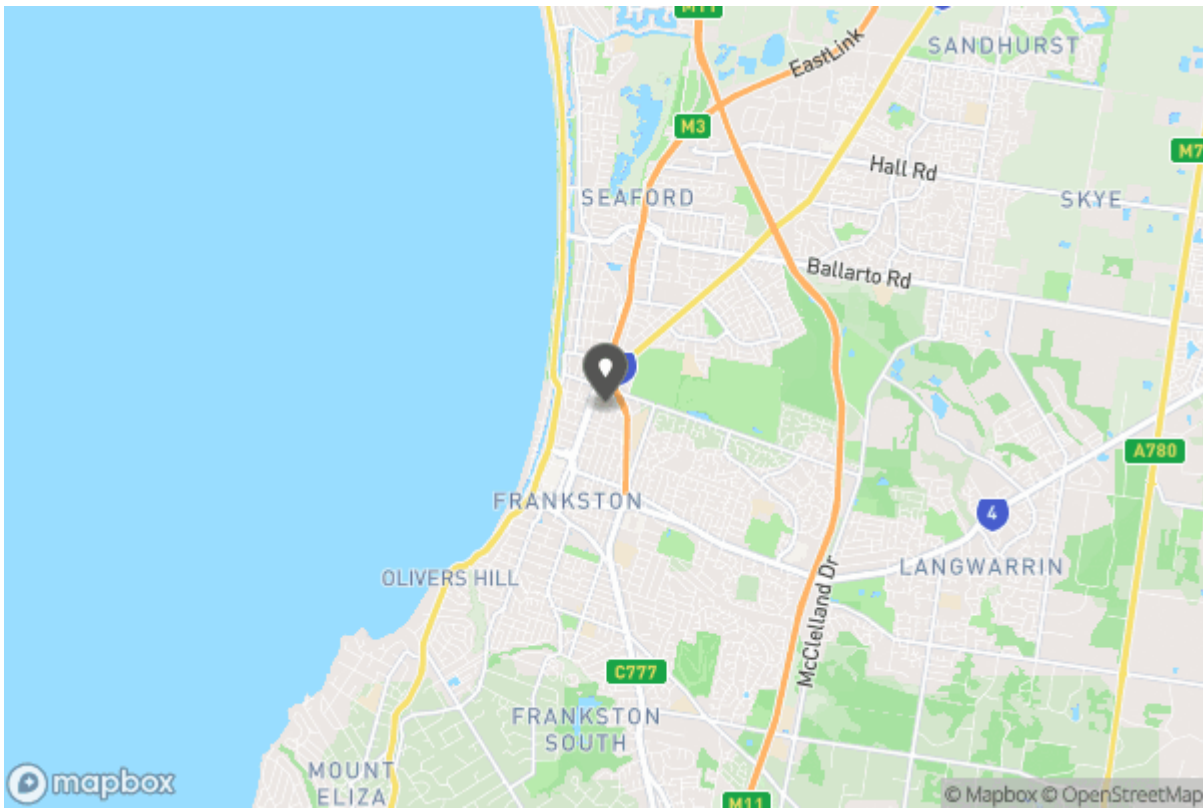 M11
SANDHURST
EastLink
M3
M7
Hall Rd
SEAFORD
SKYE
Ballarto Rd
A780
FRANKSTON
4
OLIVERS HILL
LANGWARRIN
McClelland Dr
C777
FRANKSTON
SOUTH
MOUNT
ELIZA
mapbox
M11
© Mapbox © OpenStreetMap